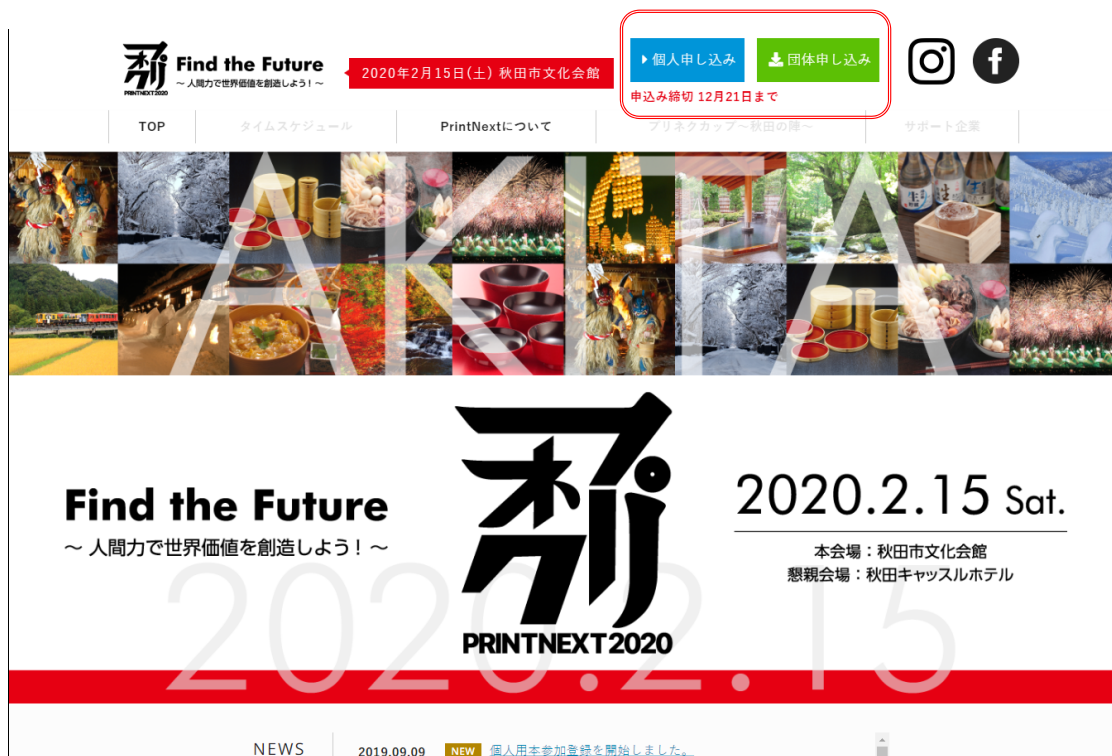 プリネク
PRINTNEXT2020
Find the Future
～ 人間力で世界価値を創造しよう！～
2020年2月15日(土) 秋田市文化会館
個人申し込み
団体申し込み
申込み締切 12月21日まで
TOP
タイムスケジュール
PrintNextについて
プリネクカップ～秋田の陣～
サポート企業
AKITA
Find the Future
～ 人間力で世界価値を創造しよう！～
プリネク
PRINTNEXT2020
2020.2.15 Sat.
本会場：秋田市文化会館
懇親会場：秋田キャッスルホテル
2020.2.15
NEWS
2019.09.09
NEW
個人用本参加登録を開始しました。